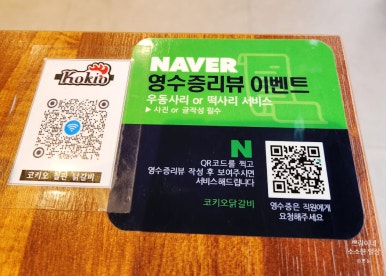 Kokio
코키오 철판 닭갈비
NAVER
영수증리뷰 이벤트
우동사리 or 떡사리 서비스
▶ 사진 or 글작성 필수
N
QR코드를 찍고
영수증리뷰 작성 후 보여주시면
서비스해드립니다
코키오닭갈비
영수증은 직원에게
요청해주세요